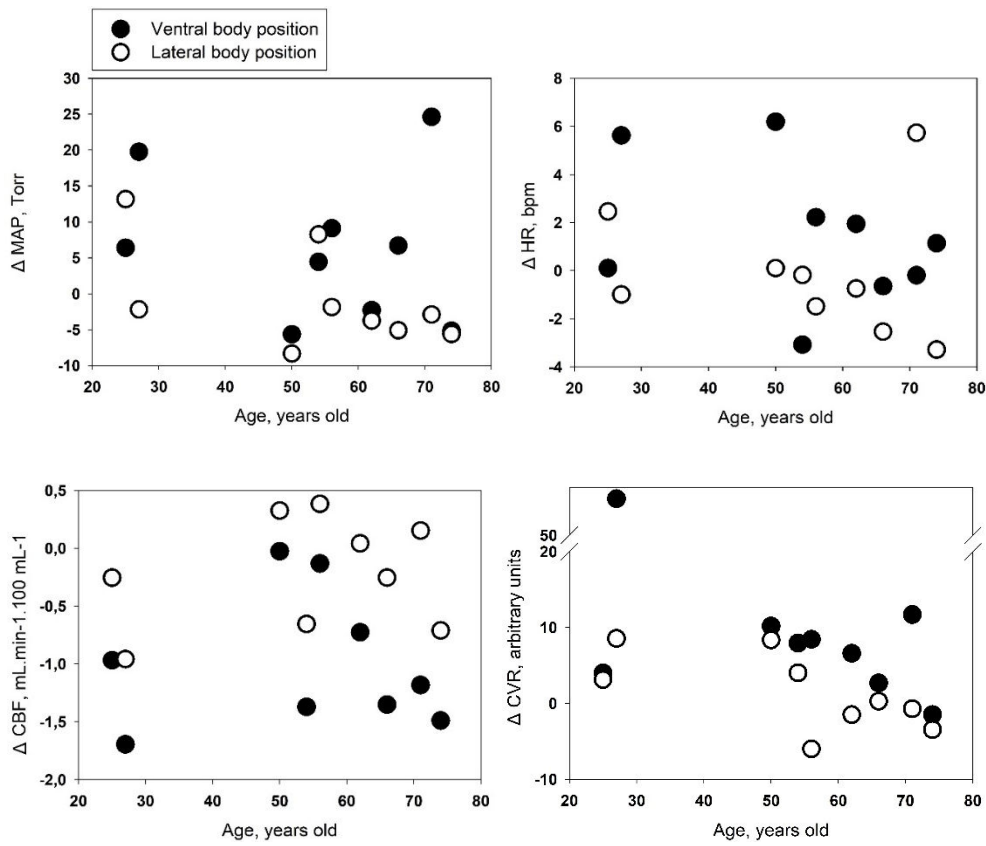 Ventral body position
Lateral body position
30
25
20
15
10
5
0
-5
-10
Δ MAP, Torr
20 30 40 50 60 70 80
Age, years old
8
6
4
2
0
-2
-4
Δ HR, bpm
20 30 40 50 60 70 80
Age, years old
0,5
0,0
-0,5
-1,0
-1,5
-2,0
Δ CBF, mL.min-1.100 mL-1
20 30 40 50 60 70 80
Age, years old
50
20
10
0
-10
Δ CVR, arbitrary units
20 30 40 50 60 70 80
Age, years old